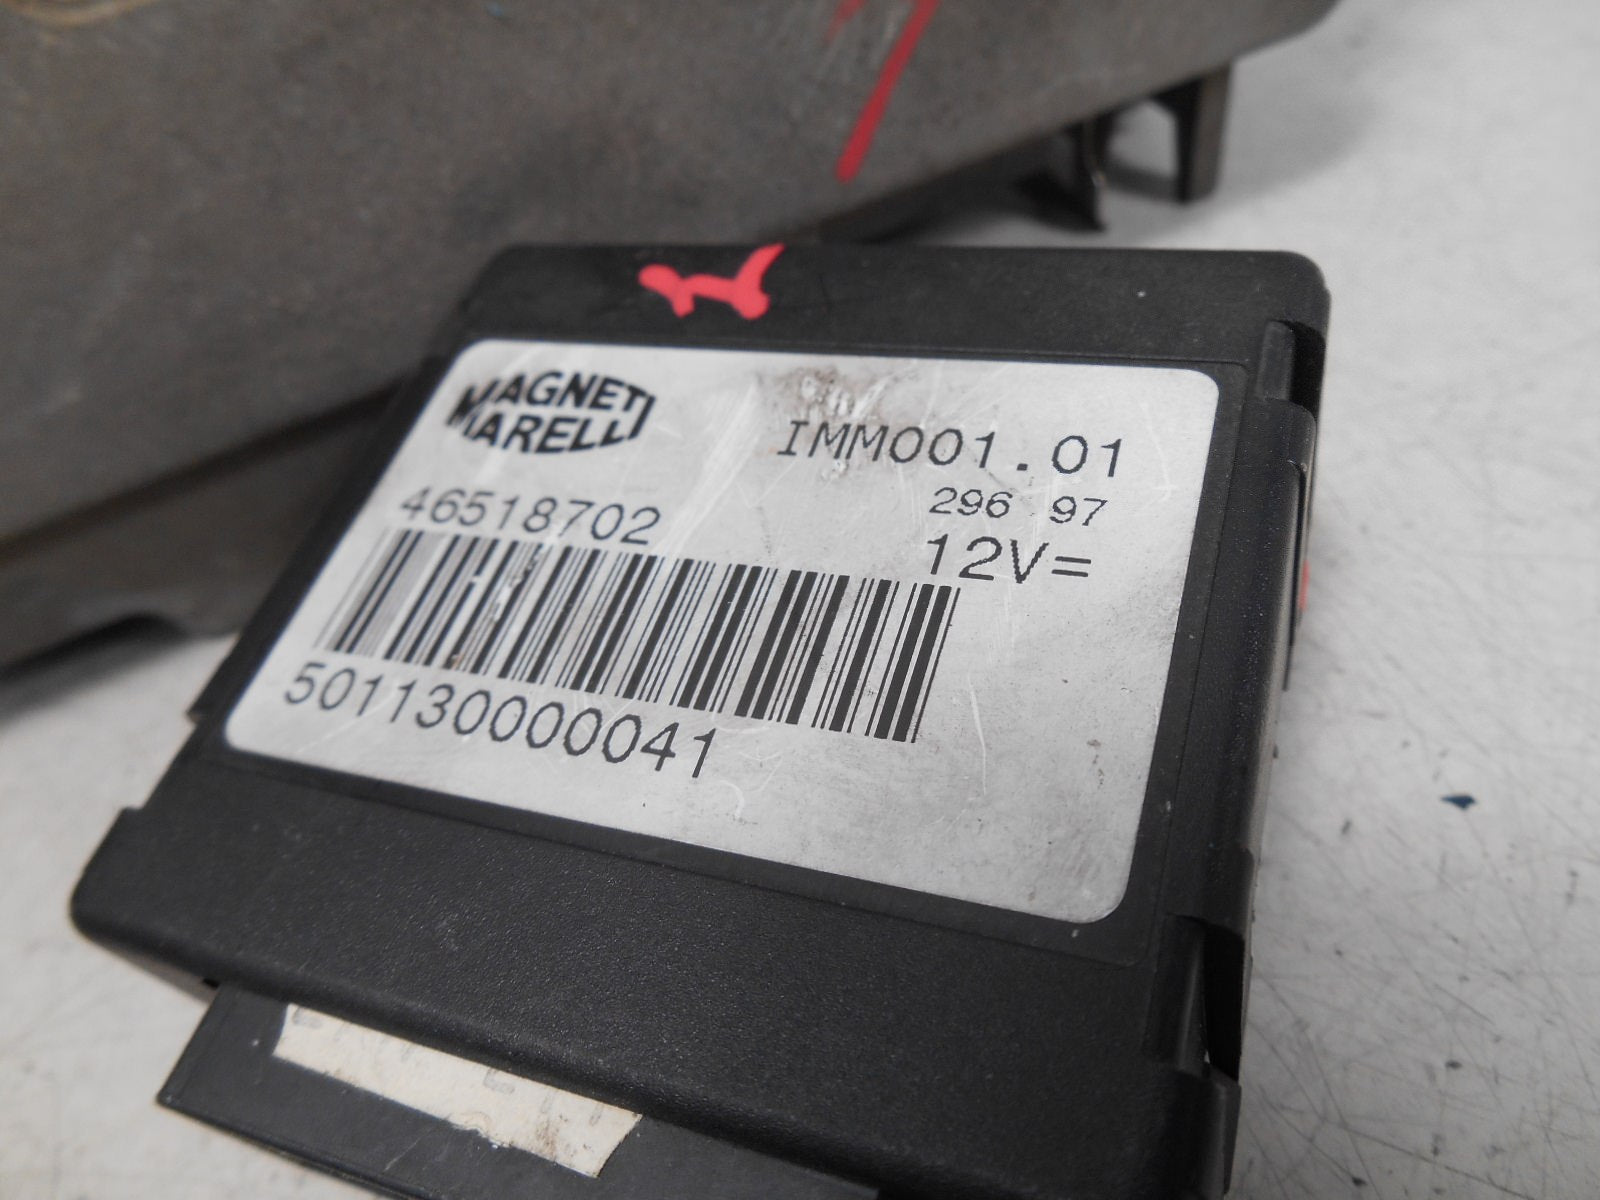 MAGNETI
MARELLI
IMM001.01
46518702
296 97
12V=
501130000041